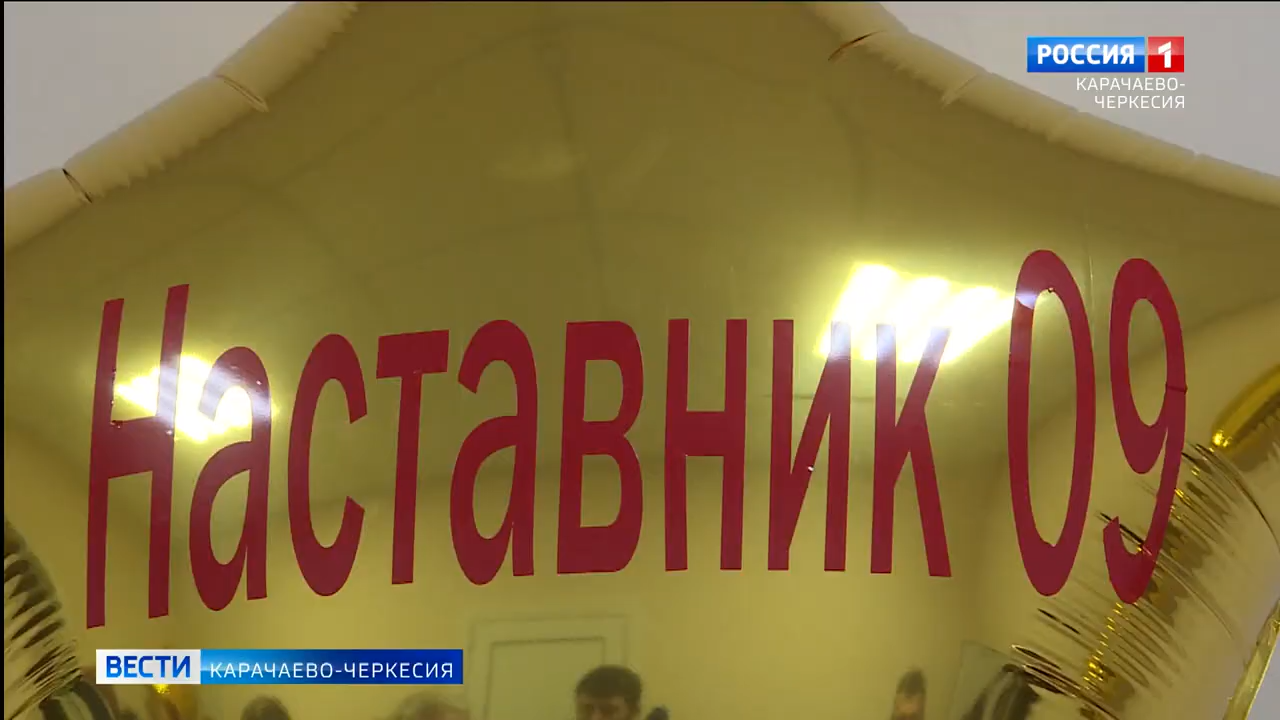 РОССИЯ 1
КАРАЧАЕВО-
ЧЕРКЕСИЯ
Наставник 09
ВЕСТИ КАРАЧАЕВО-ЧЕРКЕСИЯ